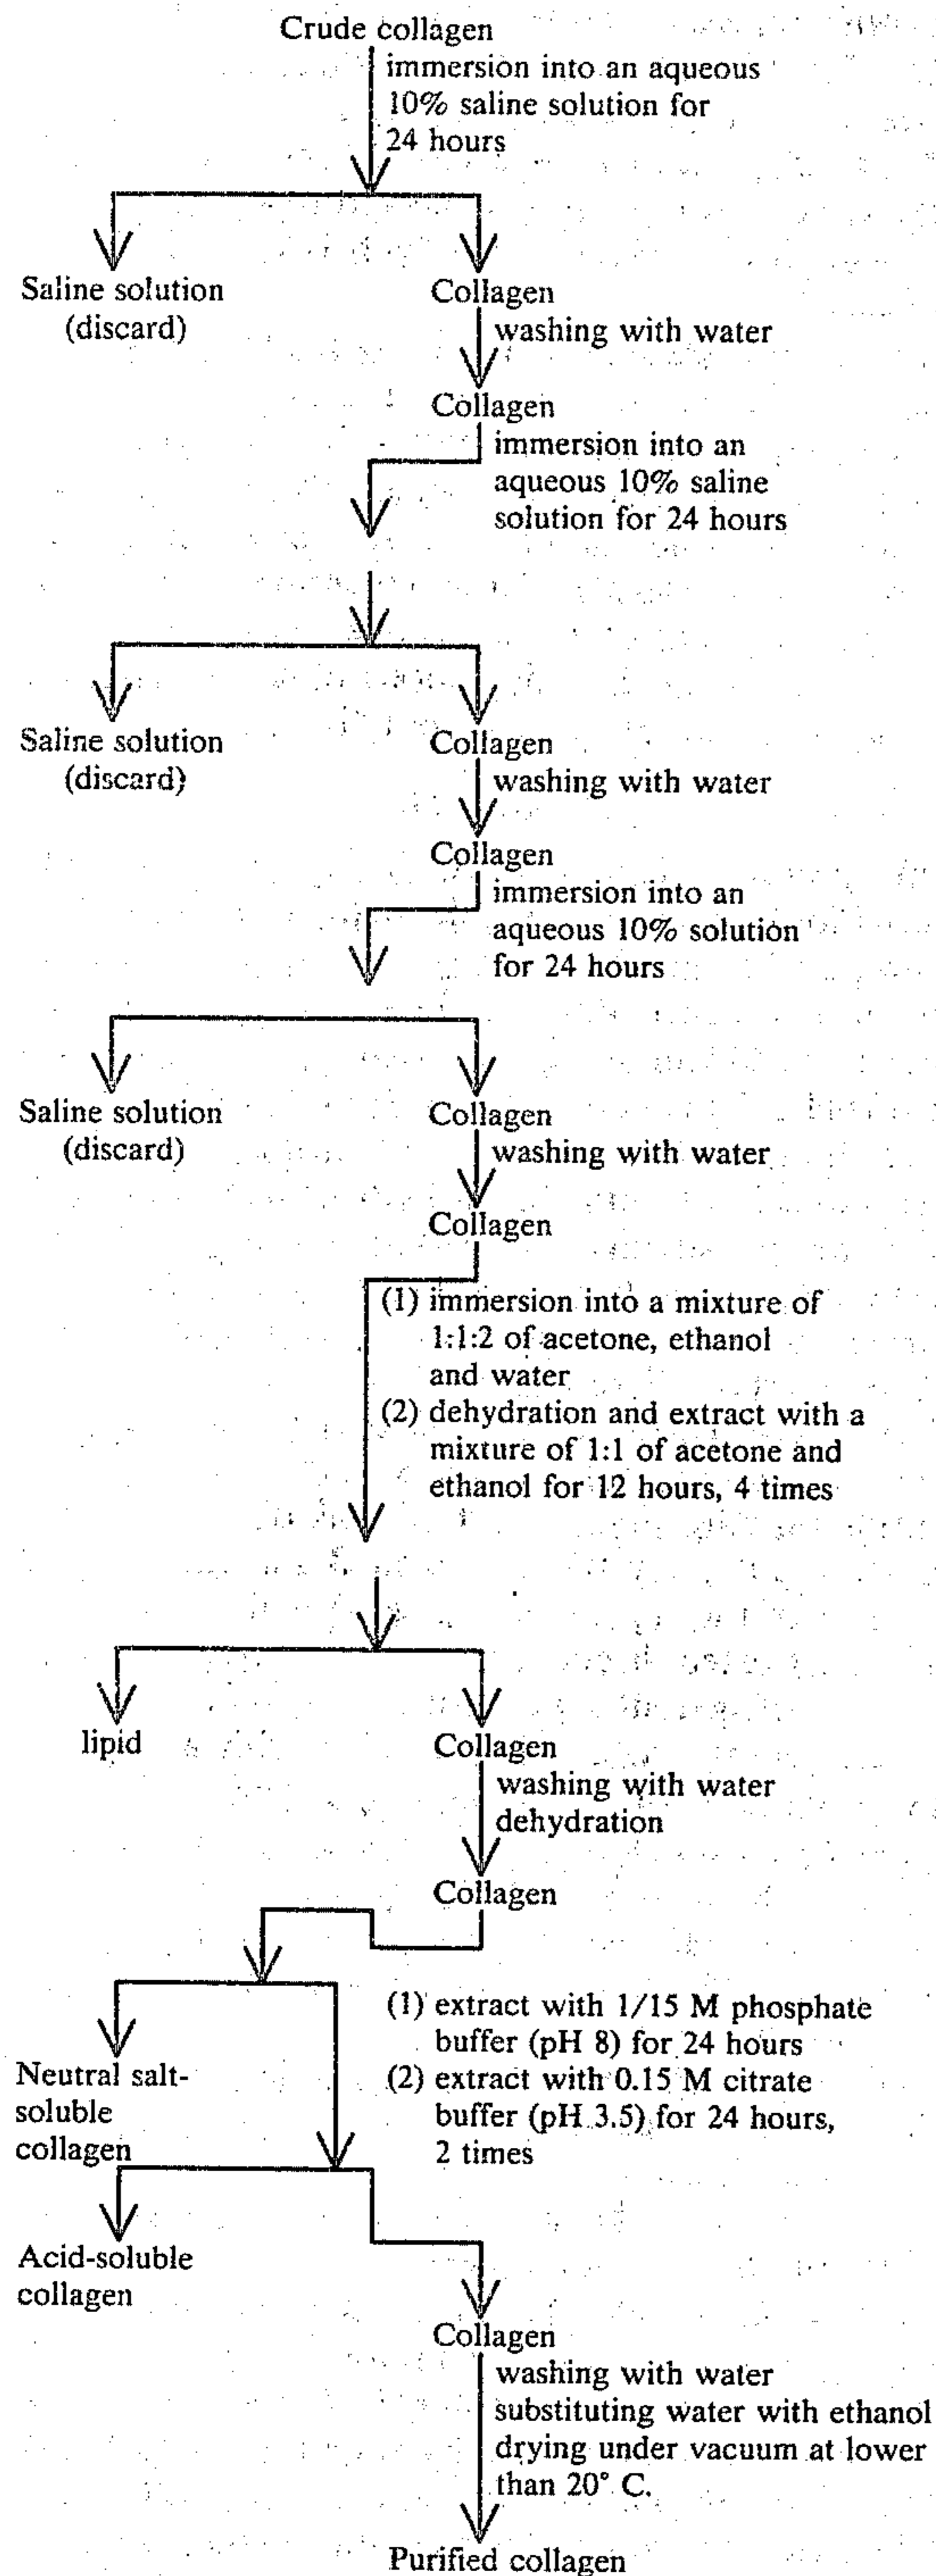 Crude collagen
immersion into an aqueous
10% saline solution for
24 hours
Saline solution
(discard)
Collagen
washing with water
Collagen
immersion into an
aqueous 10% saline
solution for 24 hours
Saline solution
(discard)
Collagen
washing with water
Collagen
immersion into an
aqueous 10% solution
for 24 hours
Saline solution
(discard)
Collagen
washing with water
Collagen
(1) immersion into a mixture of
1:1:2 of acetone, ethanol
and water
(2) dehydration and extract with a
mixture of 1:1 of acetone and
ethanol for 12 hours, 4 times
lipid
Collagen
washing with water
dehydration
Collagen
(1) extract with 1/15 M phosphate
buffer (pH 8) for 24 hours
(2) extract with 0.15 M citrate
buffer (pH 3.5) for 24 hours,
2 times
Neutral salt-
soluble
collagen
Acid-soluble
collagen
Collagen
washing with water
substituting water with ethanol
drying under vacuum at lower
than 20° C.
Purified collagen